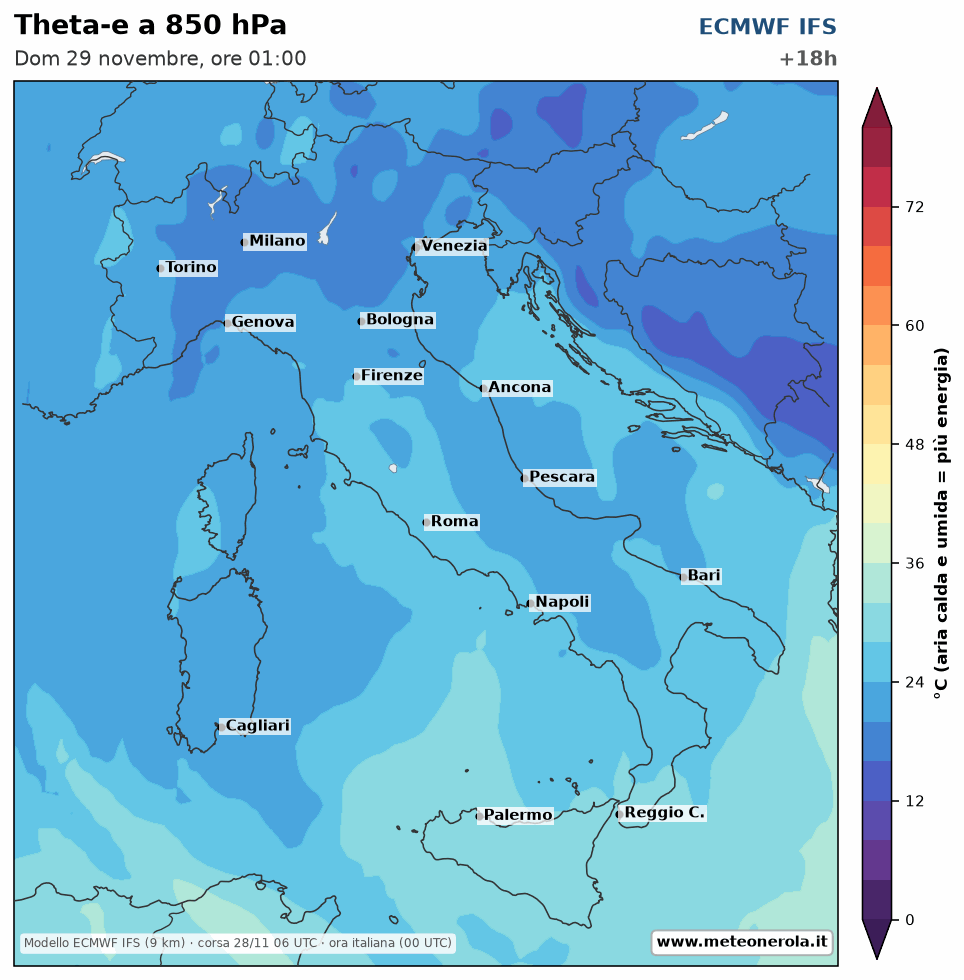 Theta-e a 850 hPa
ECMWF IFS
Dom 29 novembre, ore 01:00
+18h
Milano
Venezia
Torino
Genova
Bologna
Firenze
Ancona
Pescara
Roma
Bari
Napoli
Cagliari
Palermo
Reggio C.
72
60
48
36
24
12
0
°C (aria calda e umida = più energia)
Modello ECMWF IFS (9 km) · corsa 28/11 06 UTC · ora italiana (00 UTC)
www.meteonerola.it